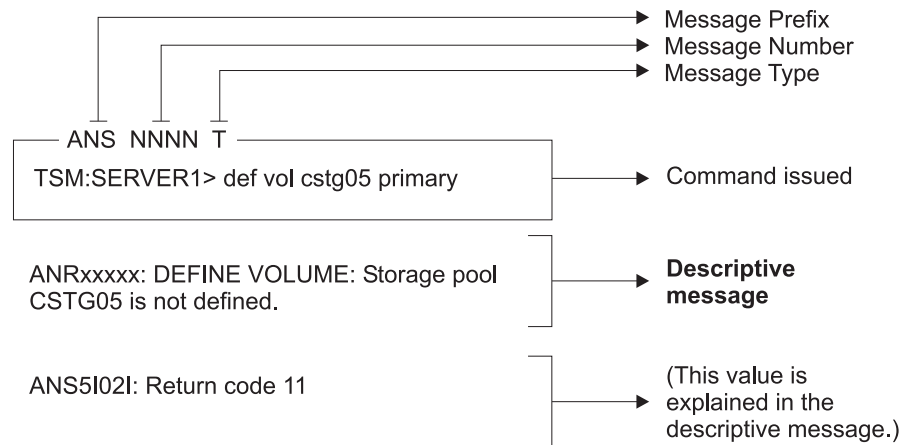 Message Prefix
Message Number
Message Type
ANS NNNN T
TSM:SERVER1> def vol cstg05 primary
Command issued
ANRxxxxx: DEFINE VOLUME: Storage pool
CSTG05 is not defined.
Descriptive
message
ANS5I02I: Return code 11
(This value is
explained in the
descriptive message.)